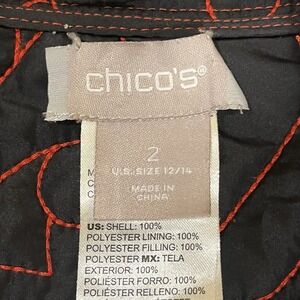 chico's®
2
U.S. SIZE 12/14
MADE IN
CHINA
US: SHELL: 100%
POLYESTER LINING: 100%
POLYESTER FILLING: 100%
POLYESTER MX: TELA
EXTERIOR: 100%
POLIÉSTER FORRO: 100%
POLIÉSTER RELLENO: 100%